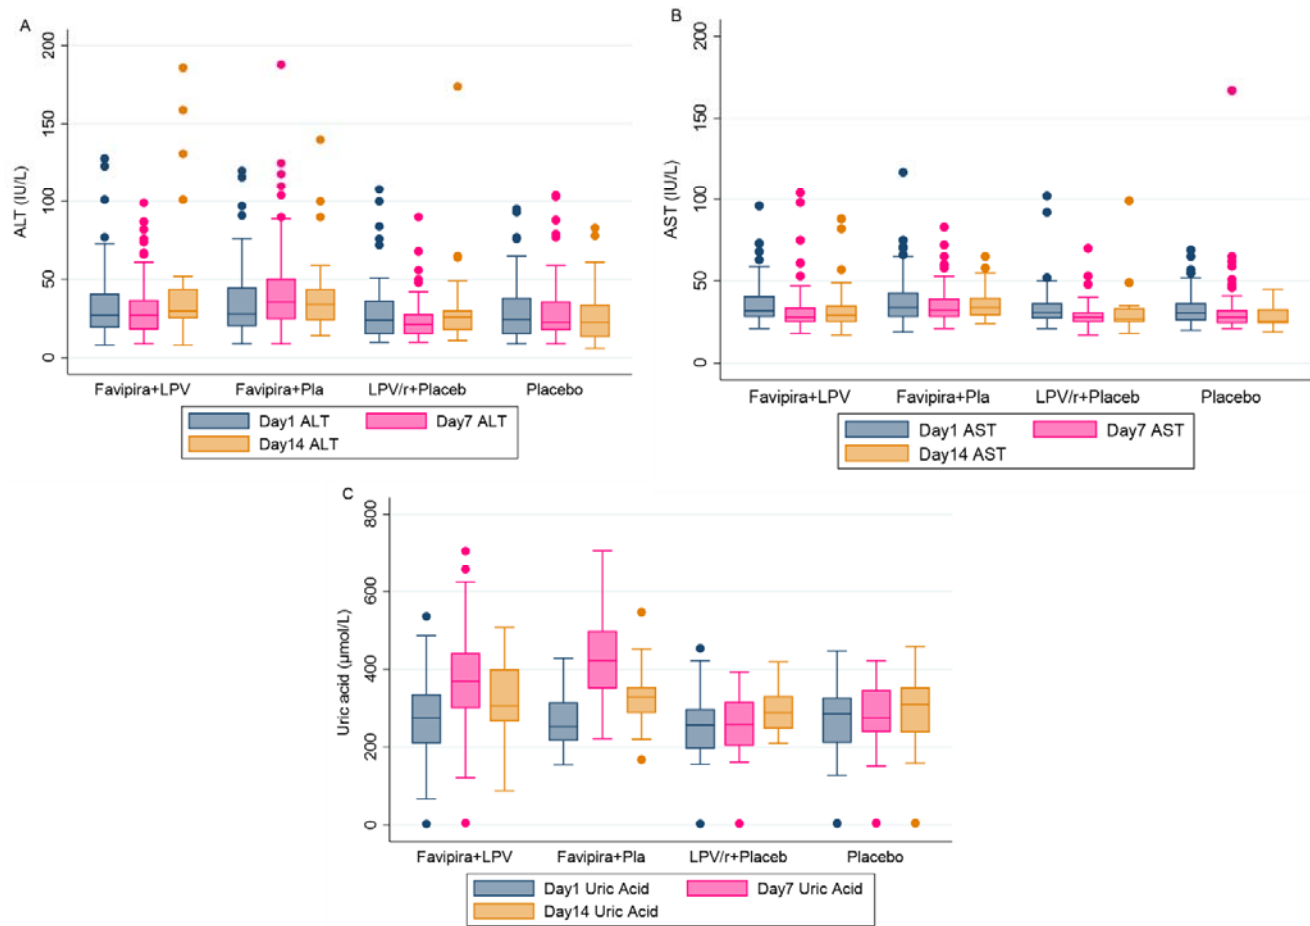 A
ALT (IU/L)
200
150
100
50
0
Favipira+LPV Favipira+Pla LPV/r+Placeb Placebo
Day1 ALT Day7 ALT
Day14 ALT
B
AST (IU/L)
200
150
100
50
0
Favipira+LPV Favipira+Pla LPV/r+Placeb Placebo
Day1 AST Day7 AST
Day14 AST
C
Uric acid (μmol/L)
800
600
400
200
0
Favipira+LPV Favipira+Pla LPV/r+Placeb Placebo
Day1 Uric Acid Day7 Uric Acid
Day14 Uric Acid